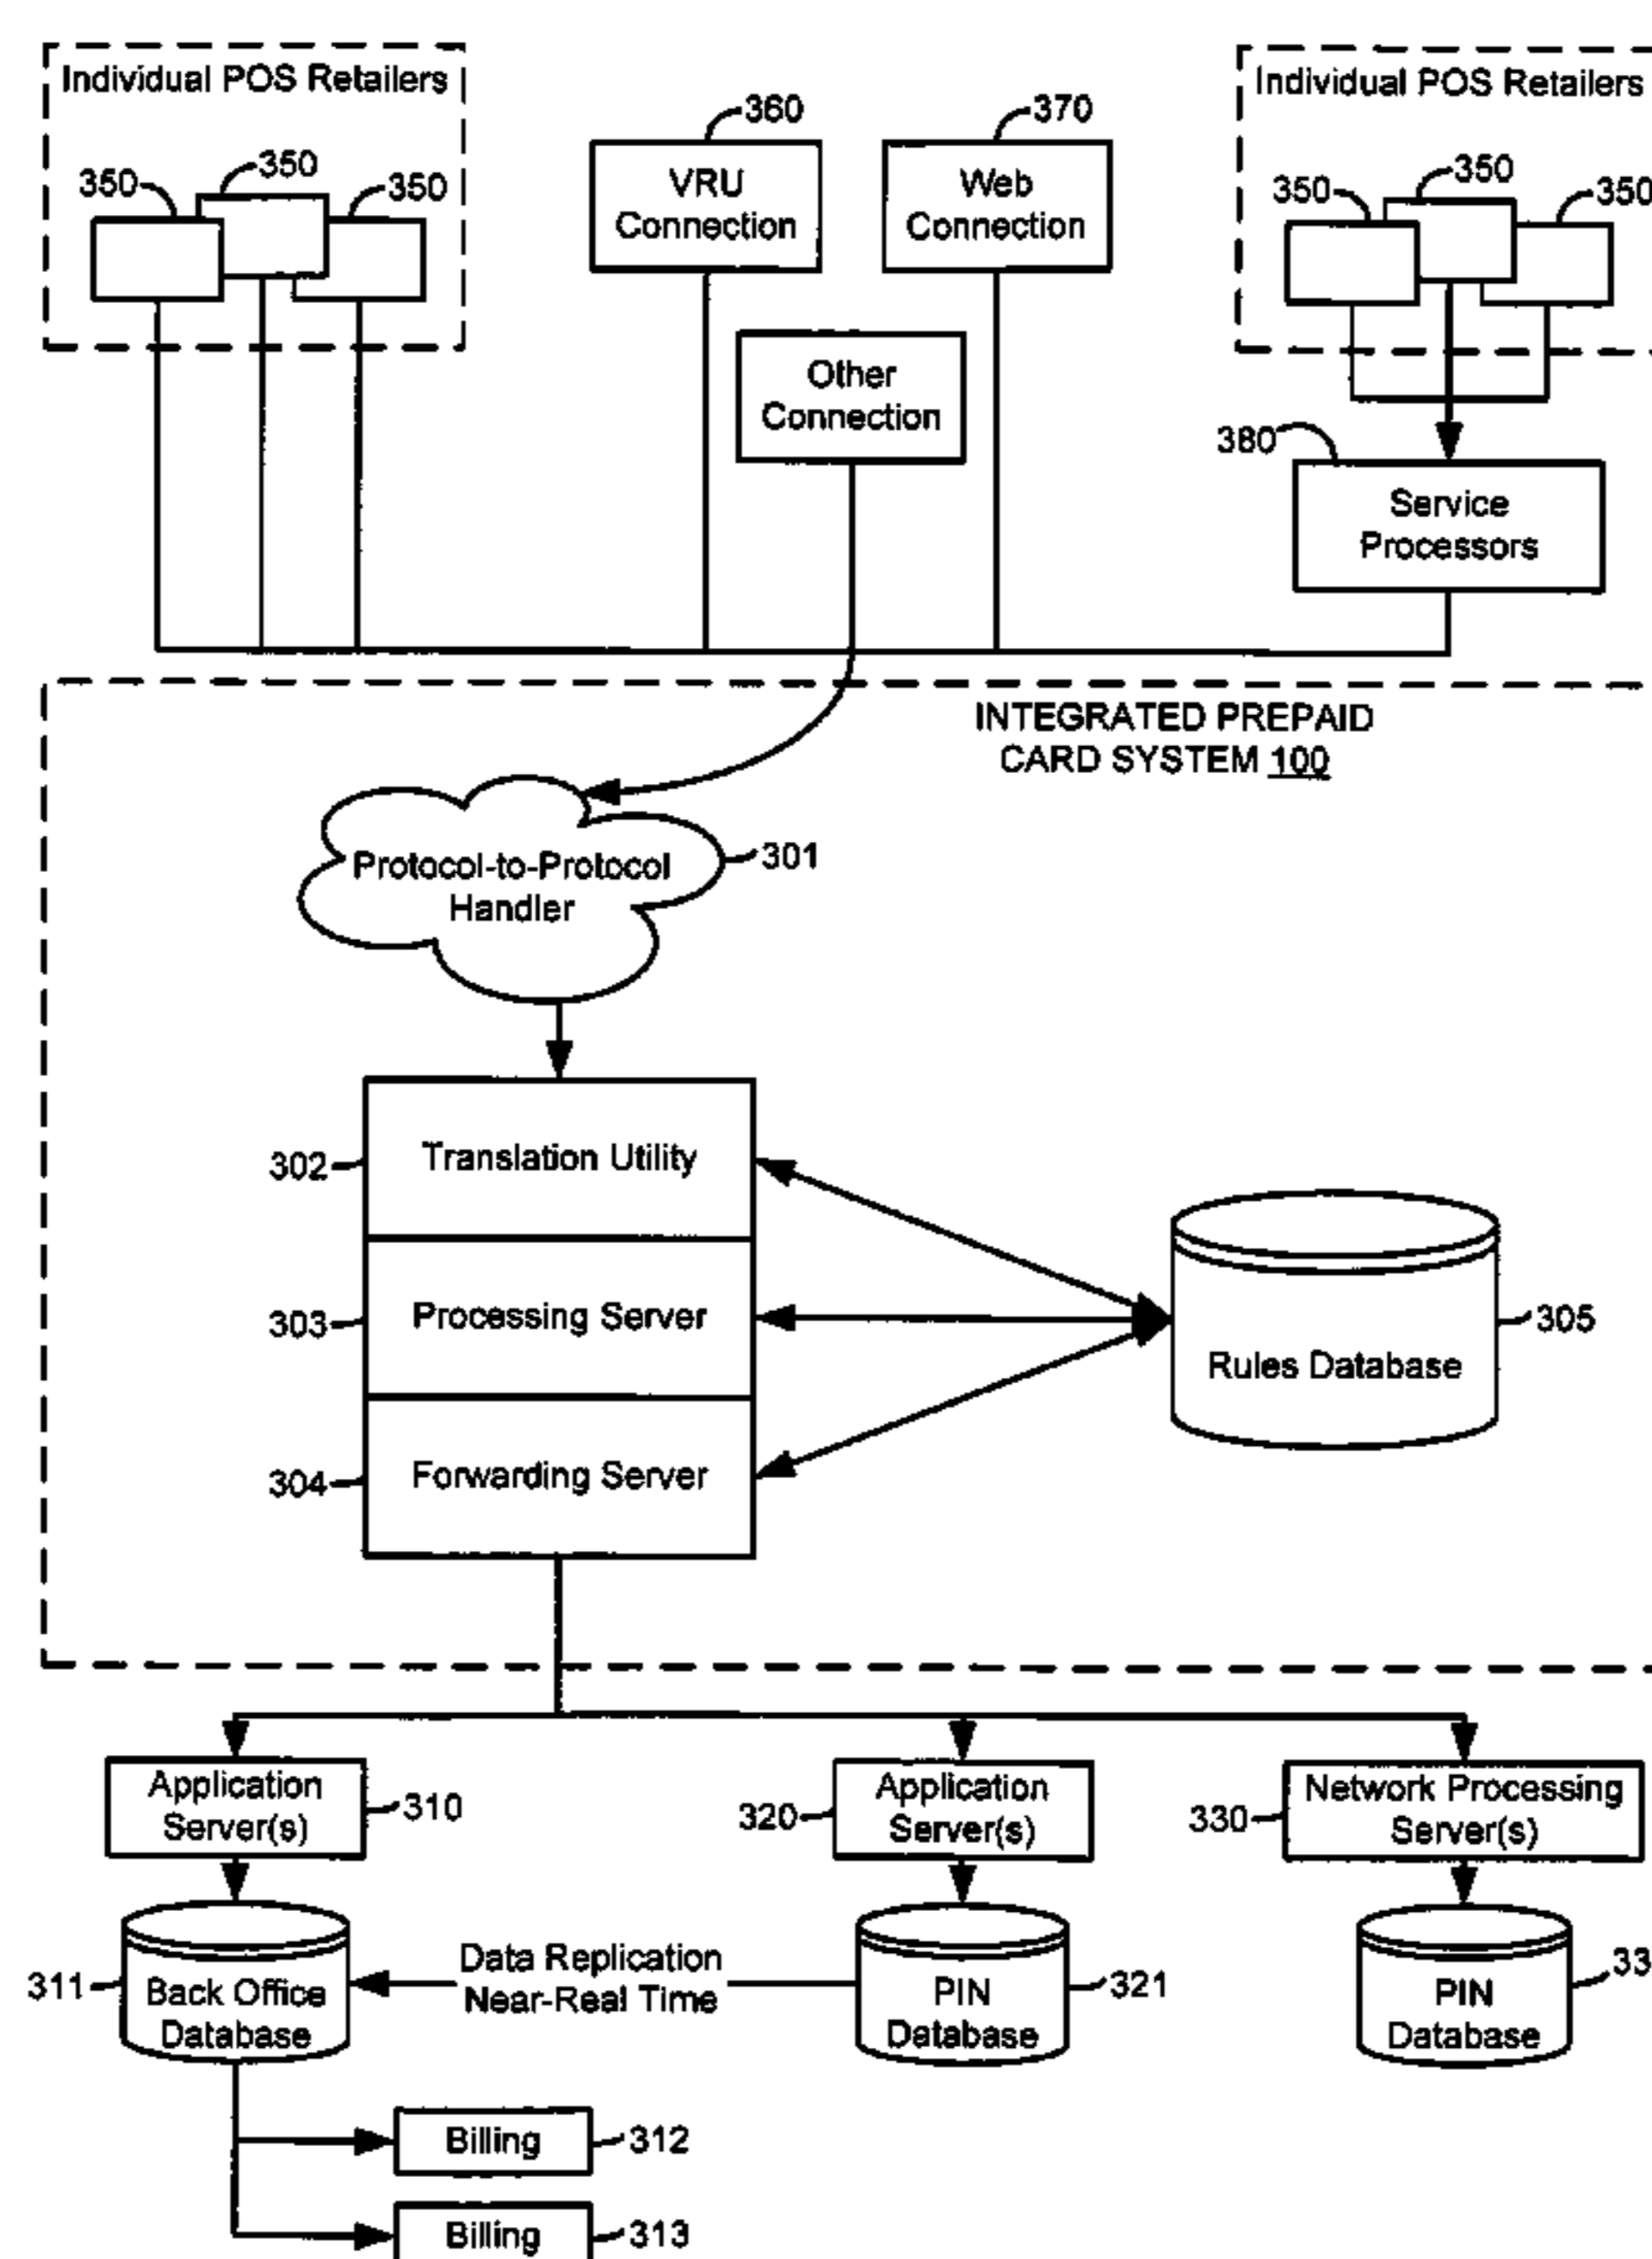 Individual POS Retailers
350
350
350
360
VRU
Connection
370
Web
Connection
Other
Connection
Individual POS Retailers
350
350
350
380
Service
Processors
INTEGRATED PREPAID
CARD SYSTEM 100
Protocol-to-Protocol
Handler
301
302
Translation Utility
303
Processing Server
304
Forwarding Server
Rules Database
305
Application
Server(s)
310
320
Application
Server(s)
330
Network Processing
Server(s)
311
Back Office
Database
Data Replication
Near-Real Time
PIN
Database
321
PIN
Database
Billing
312
Billing
313